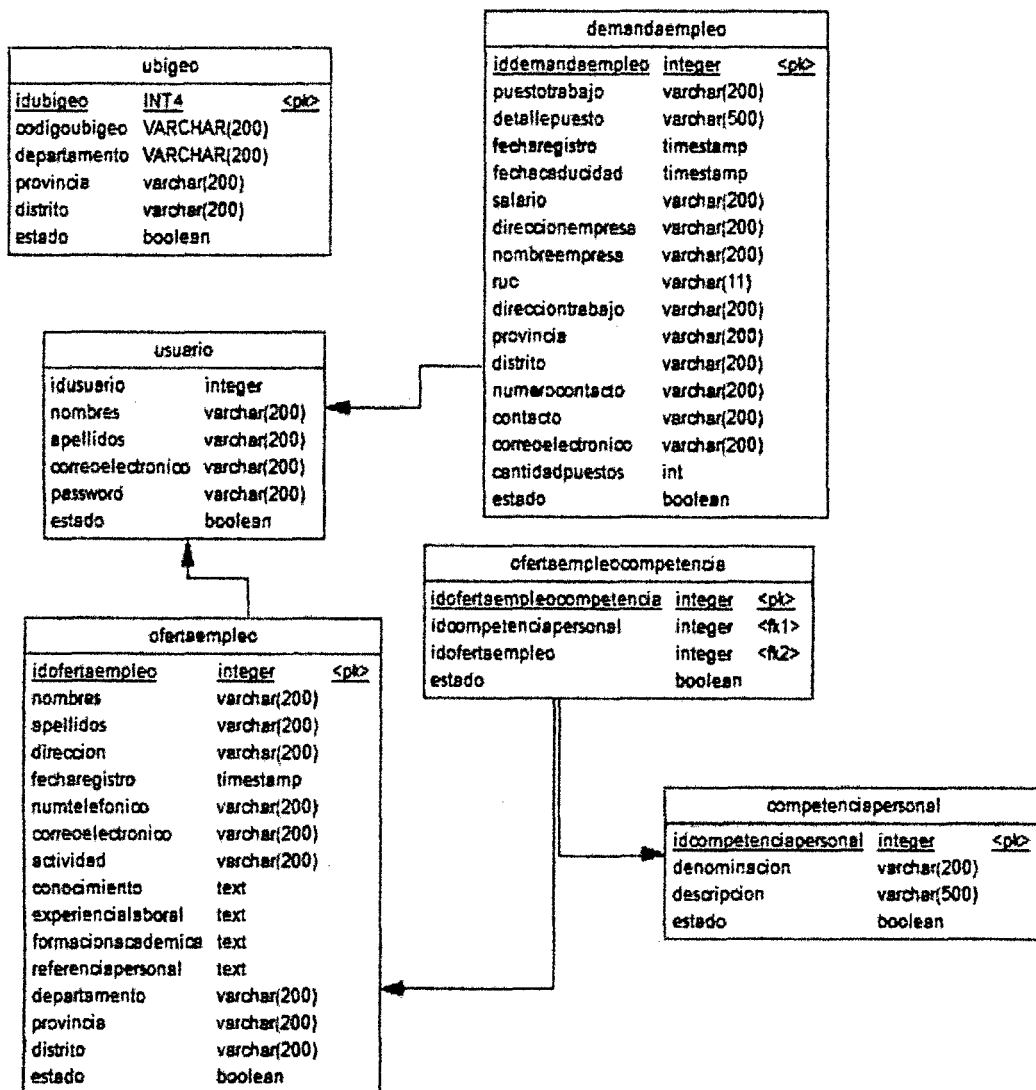 ubigeo
idubigeo INT4 <pk>
codigoubigeo VARCHAR(200)
departamento VARCHAR(200)
provincia varchar(200)
distrito varchar(200)
estado boolean
demandaempleo
iddemandaempleo integer <pk>
puestotrabajo varchar(200)
detallepuesto varchar(500)
fecharegistro timestamp
fechacaducidad timestamp
salario varchar(200)
direccionempresa varchar(200)
nombreempresa varchar(200)
ruc varchar(11)
direcciontrabajo varchar(200)
provincia varchar(200)
distrito varchar(200)
numerocontacto varchar(200)
contacto varchar(200)
correoelectronico varchar(200)
cantidadpuestos int
estado boolean
usuario
idusuario integer
nombres varchar(200)
apellidos varchar(200)
correoelectronico varchar(200)
password varchar(200)
estado boolean
ofertaempleocompetencia
idofertaempleocompetencia integer <pk>
idcompetenciapersonal integer <fk1>
idofertaempleo integer <fk2>
estado boolean
ofertaempleo
idofertaempleo integer <pk>
nombres varchar(200)
apellidos varchar(200)
direccion varchar(200)
fecharegistro timestamp
numtelefonico varchar(200)
correoelectronico varchar(200)
actividad varchar(200)
conocimiento text
experiencialaboral text
formacionacademica text
referenciapersonal text
departamento varchar(200)
provincia varchar(200)
distrito varchar(200)
estado boolean
competenciapersonal
idcompetenciapersonal integer <pk>
denominacion varchar(200)
descripcion varchar(500)
estado boolean